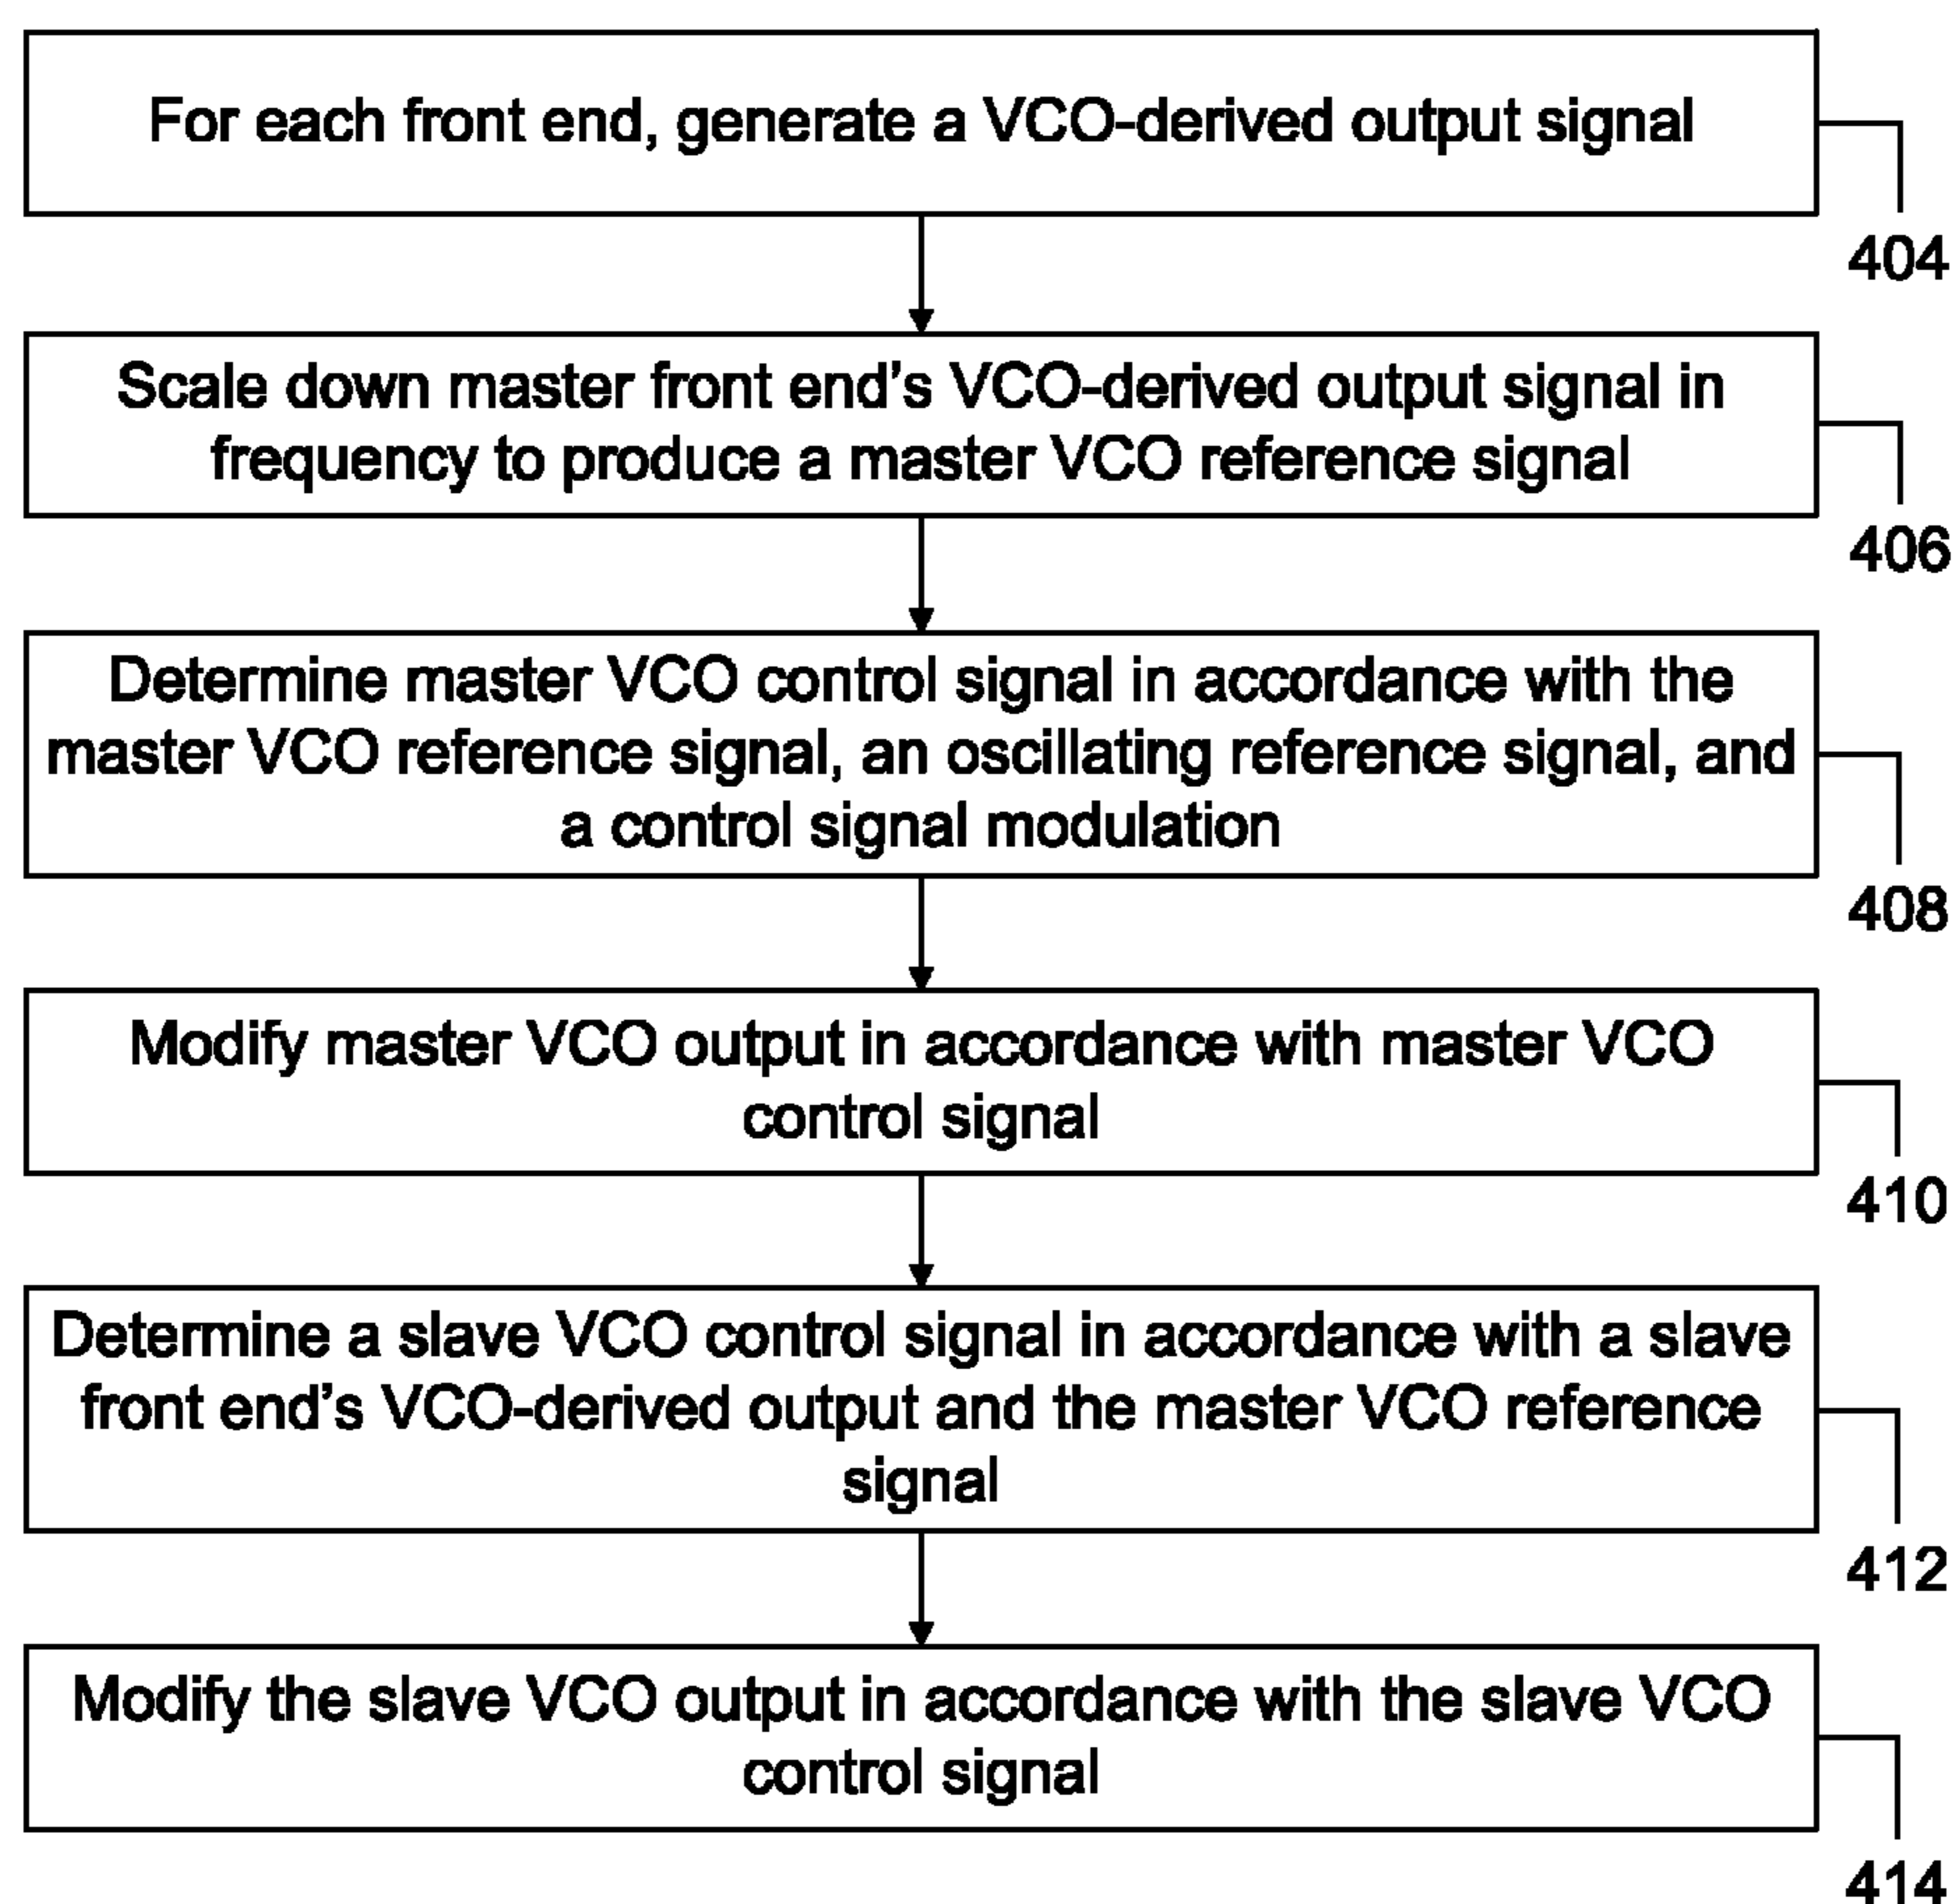 For each front end, generate a VCO-derived output signal
404
Scale down master front end's VCO-derived output signal in
frequency to produce a master VCO reference signal
406
Determine master VCO control signal in accordance with the
master VCO reference signal, an oscillating reference signal, and
a control signal modulation
408
Modify master VCO output in accordance with master VCO
control signal
410
Determine a slave VCO control signal in accordance with a slave
front end's VCO-derived output and the master VCO reference
signal
412
Modify the slave VCO output in accordance with the slave VCO
control signal
414